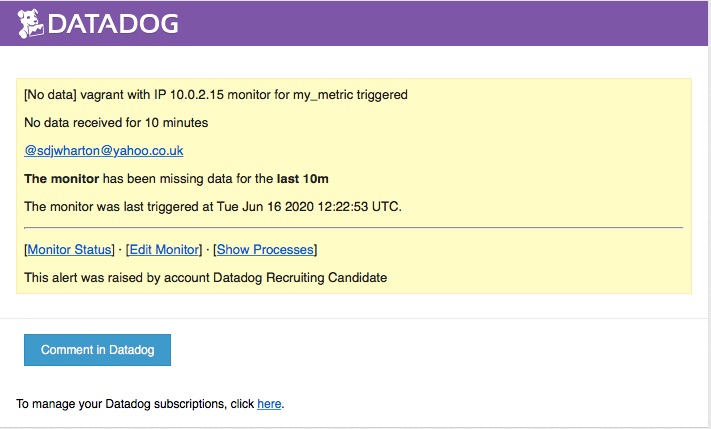 DATADOG
[No data] vagrant with IP 10.0.2.15 monitor for my_metric triggered
No data received for 10 minutes
@sdjwharton@yahoo.co.uk
The monitor has been missing data for the last 10m
The monitor was last triggered at Tue Jun 16 2020 12:22:53 UTC.
[Monitor Status] · [Edit Monitor] · [Show Processes]
This alert was raised by account Datadog Recruiting Candidate
Comment in Datadog
To manage your Datadog subscriptions, click here.